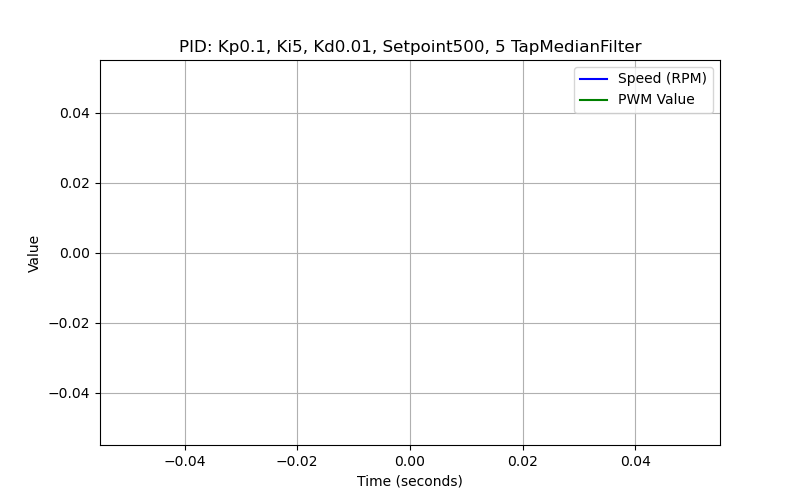 PID: Kp0.1, Ki5, Kd0.01, Setpoint500, 5 TapMedianFilter
Speed (RPM)
PWM Value
0.04
0.02
0.00
−0.02
−0.04
Value
−0.04 −0.02 0.00 0.02 0.04
Time (seconds)